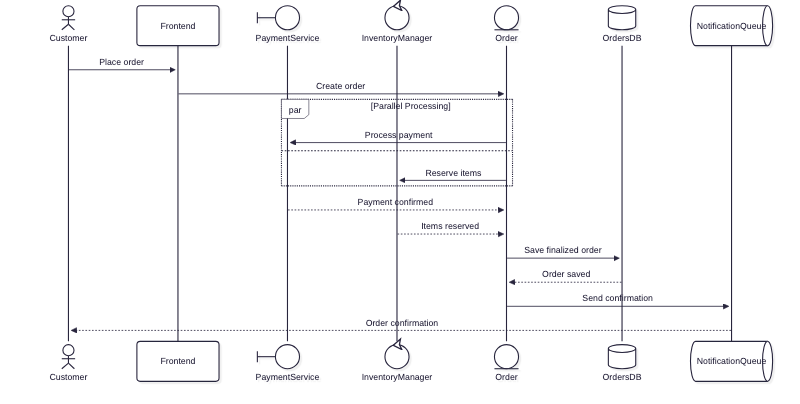 Customer
Frontend
PaymentService
InventoryManager
Order
OrdersDB
NotificationQueue
Place order
Create order
par
[Parallel Processing]
Process payment
Reserve items
Payment confirmed
Items reserved
Save finalized order
Order saved
Send confirmation
Order confirmation
Customer
Frontend
PaymentService
InventoryManager
Order
OrdersDB
NotificationQueue